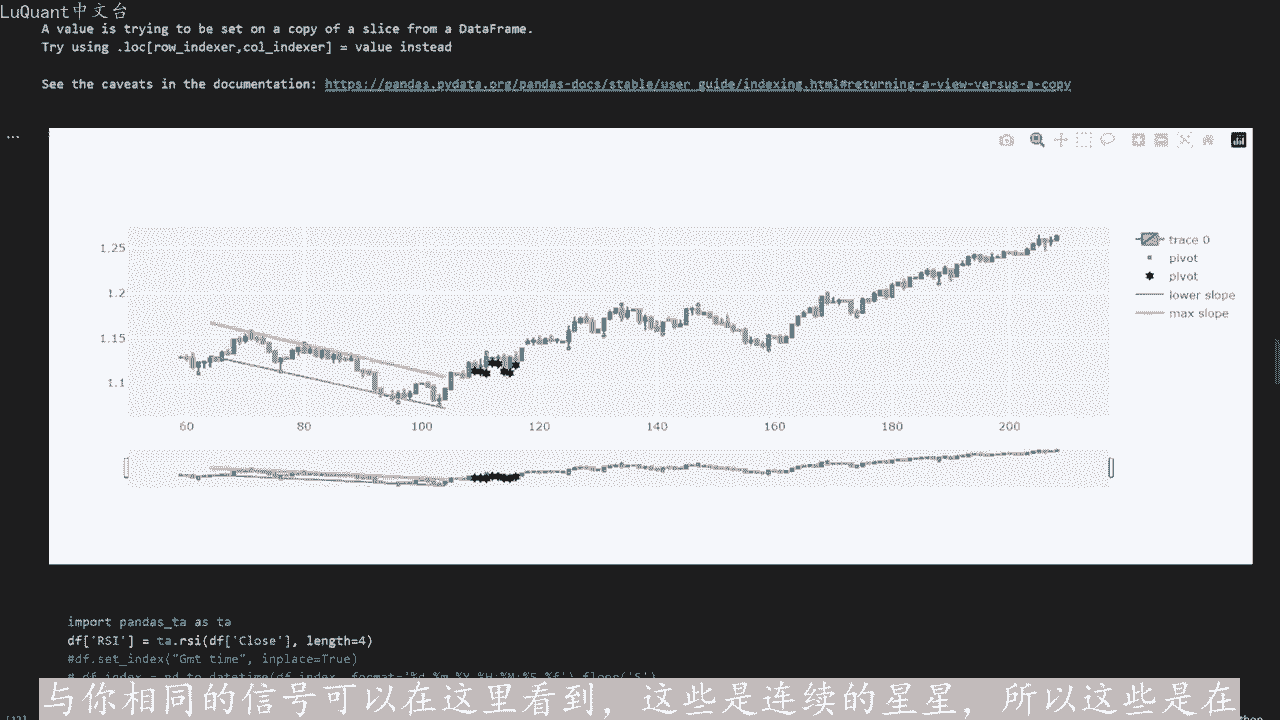 LuQuant中文台
A value is trying to be set on a copy of a slice from a DataFrame.
Try using .loc[row_indexer,col_indexer] = value instead
See the caveats in the documentation: https://pandas.pydata.org/pandas-docs/stable/user_guide/indexing.html#returning-a-view-versus-a-copy
...
1.25
1.2
1.15
1.1
60 80 100 120 140 160 180 200
trace 0
pivot
pivot
lower slope
max slope
import pandas_ta as ta
df['RSI'] = ta.rsi(df['Close'], length=4)
#df.set_index("Gmt time", inplace=True)
与你相同的信号可以在这里看到，这些是连续的星星，所以这些是在